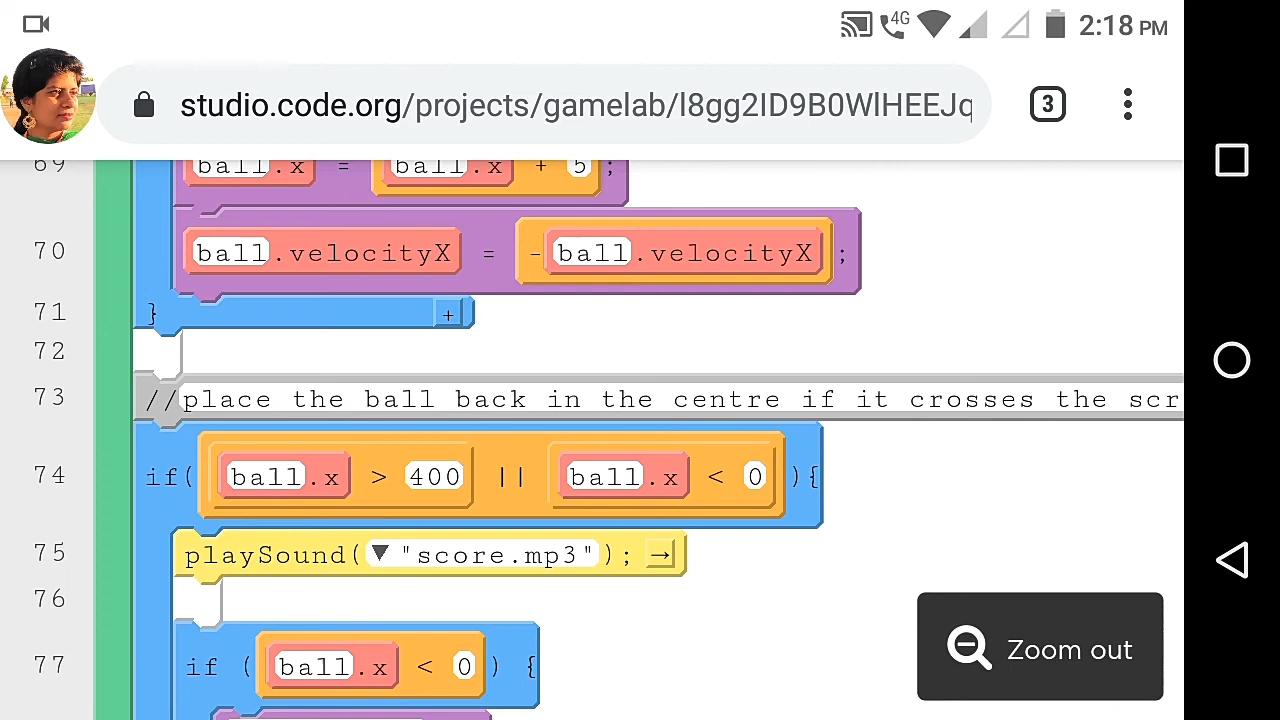 4G 2:18 PM
studio.code.org/projects/gamelab/l8gg2ID9B0WlHEEJq 3
69 ball.x = ball.x + 5;
70 ball.velocityX = -ball.velocityX;
71 } +
72
73 //place the ball back in the centre if it crosses the scr
74 if( ball.x > 400 || ball.x < 0 ){
75 playSound( ▼ "score.mp3"); →
76
77 if ( ball.x < 0 ) {
Zoom out